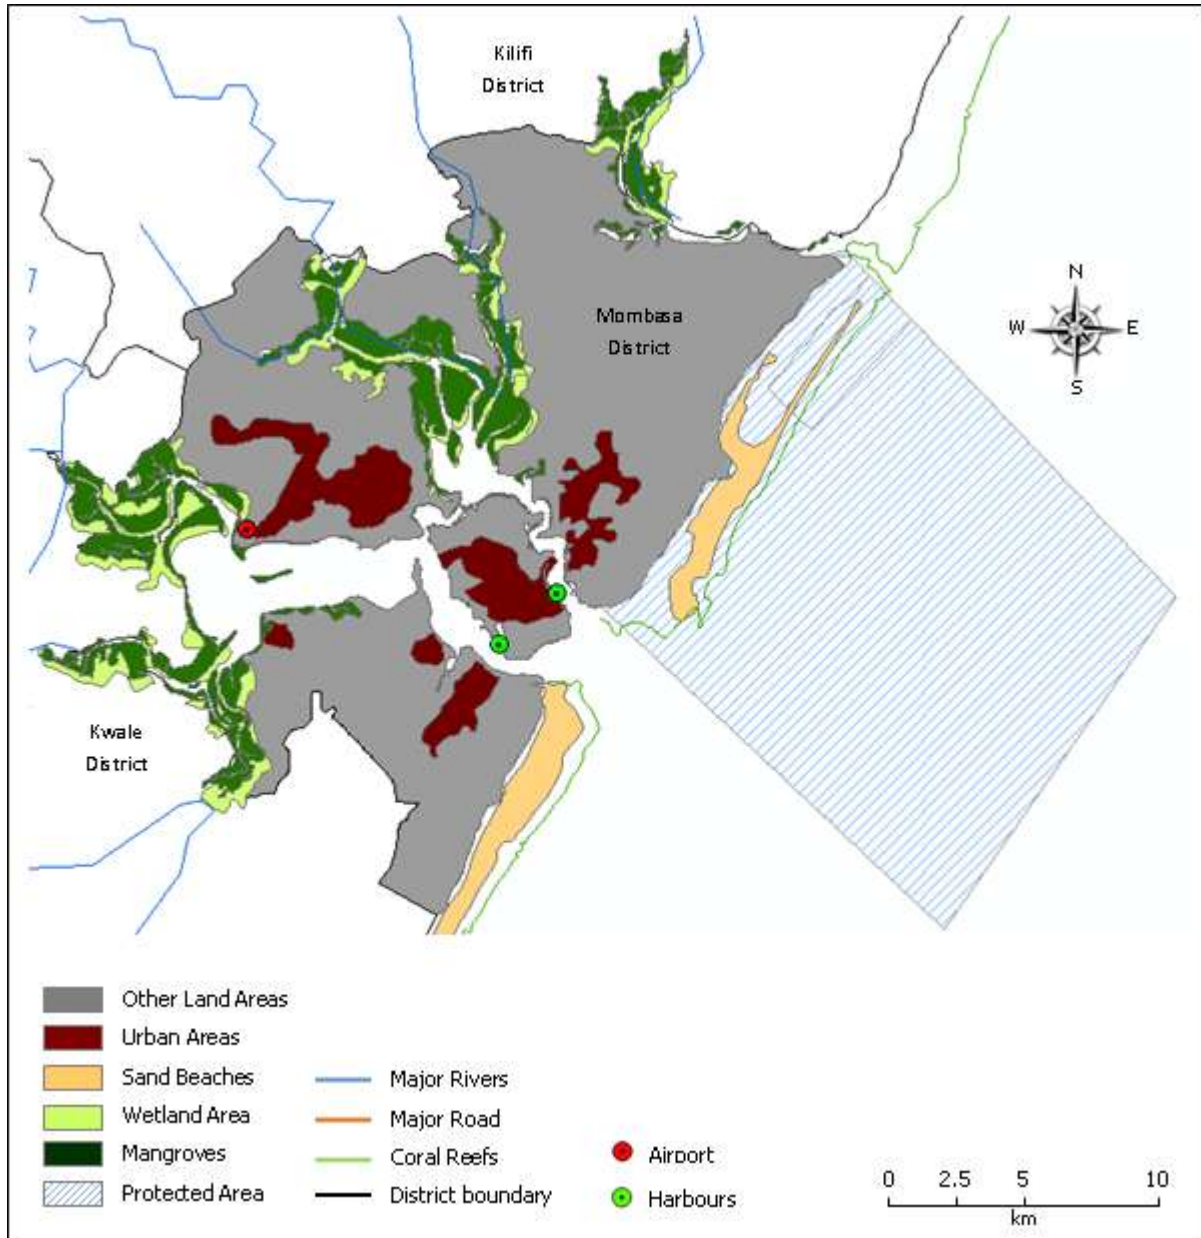 Kilifi
District
Mombasa
District
N
W E
S
Kwale
District
Other Land Areas
Urban Areas
Sand Beaches
Wetland Area
Mangroves
Protected Area
Major Rivers
Major Road
Coral Reefs
District boundary
Airport
Harbours
0 2.5 5 10
km